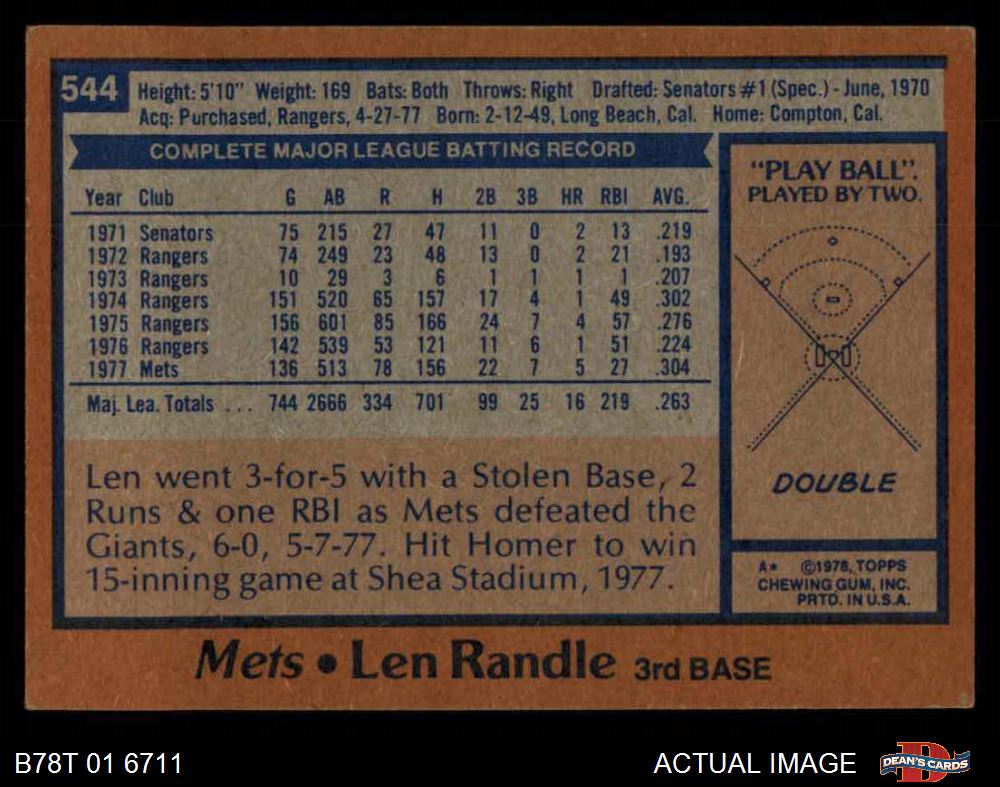 544
Height: 5'10" Weight: 169 Bats: Both Throws: Right Drafted: Senators #1 (Spec.) - June, 1970
Acq: Purchased, Rangers, 4-27-77 Born: 2-12-49, Long Beach, Cal. Home: Compton, Cal.
COMPLETE MAJOR LEAGUE BATTING RECORD
Year Club G AB R H 2B 3B HR RBI AVG.
1971 Senators 75 215 27 47 11 0 2 13 .219
1972 Rangers 74 249 23 48 13 0 2 21 .193
1973 Rangers 10 29 3 6 1 1 1 1 .207
1974 Rangers 151 520 65 157 17 4 1 49 .302
1975 Rangers 156 601 85 166 24 7 4 57 .276
1976 Rangers 142 539 53 121 11 6 1 51 .224
1977 Mets 136 513 78 156 22 7 5 27 .304
Maj. Lea. Totals ... 744 2666 334 701 99 25 16 219 .263
Len went 3-for-5 with a Stolen Base, 2
Runs & one RBI as Mets defeated the
Giants, 6-0, 5-7-77. Hit Homer to win
15-inning game at Shea Stadium, 1977.
"PLAY BALL".
PLAYED BY TWO.
DOUBLE
A* ©1978, TOPPS
CHEWING GUM, INC.
PRTD. IN U.S.A.
Mets • Len Randle 3rd BASE
B78T 01 6711
ACTUAL IMAGE
D
DEAN'S CARDS